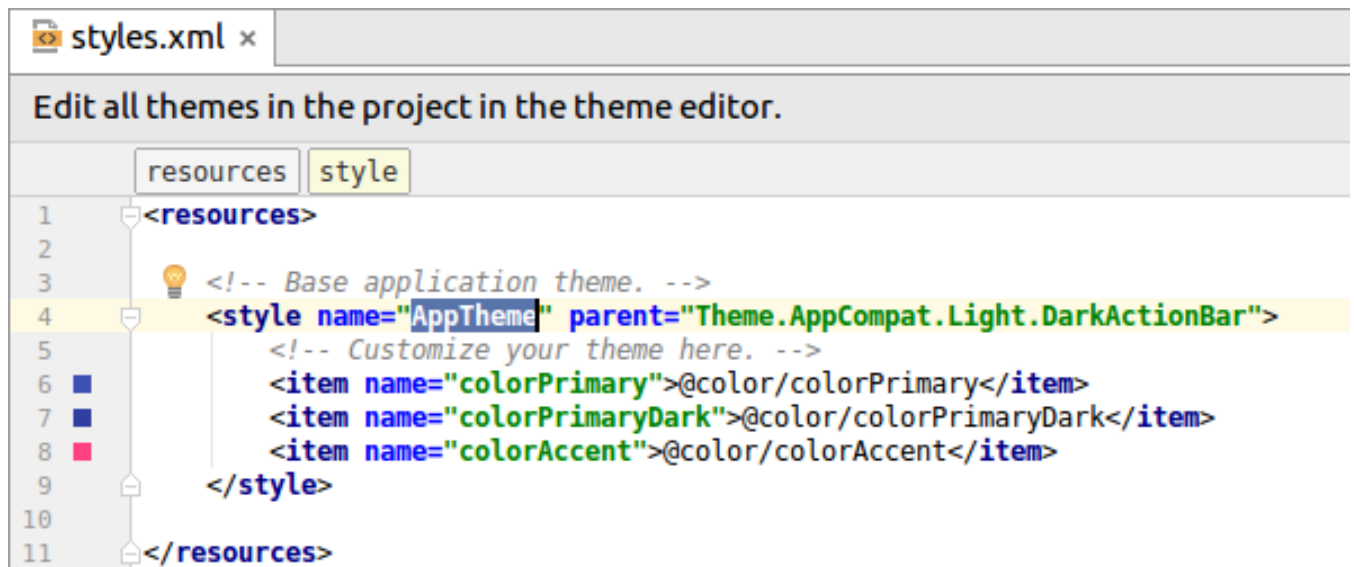 styles.xml ×
Edit all themes in the project in the theme editor.
resources style
1 <resources>
2
3 <!-- Base application theme. -->
4 <style name="AppTheme" parent="Theme.AppCompat.Light.DarkActionBar">
5 <!-- Customize your theme here. -->
6 <item name="colorPrimary">@color/colorPrimary</item>
7 <item name="colorPrimaryDark">@color/colorPrimaryDark</item>
8 <item name="colorAccent">@color/colorAccent</item>
9 </style>
10
11 </resources>